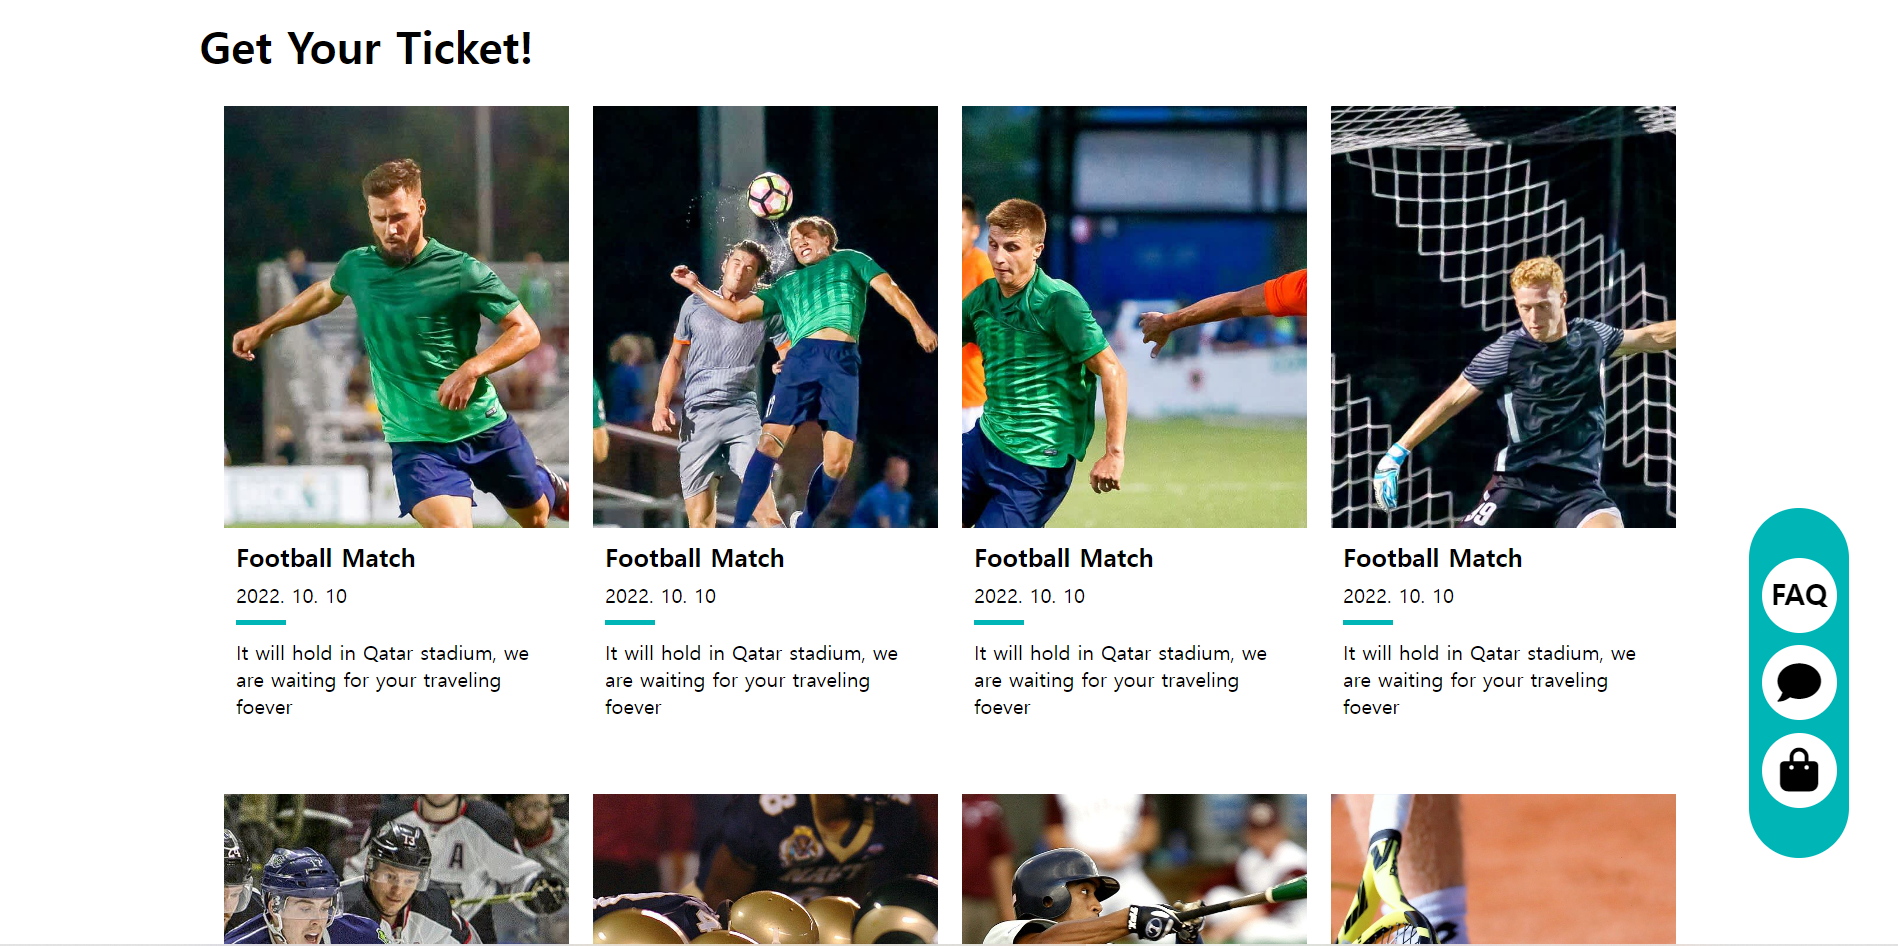 Get Your Ticket!
Football Match
2022. 10. 10
It will hold in Qatar stadium, we
are waiting for your traveling
foever
Football Match
2022. 10. 10
It will hold in Qatar stadium, we
are waiting for your traveling
foever
Football Match
2022. 10. 10
It will hold in Qatar stadium, we
are waiting for your traveling
foever
39
Football Match
2022. 10. 10
It will hold in Qatar stadium, we
are waiting for your traveling
foever
FAQ
13
A
8
NAVY